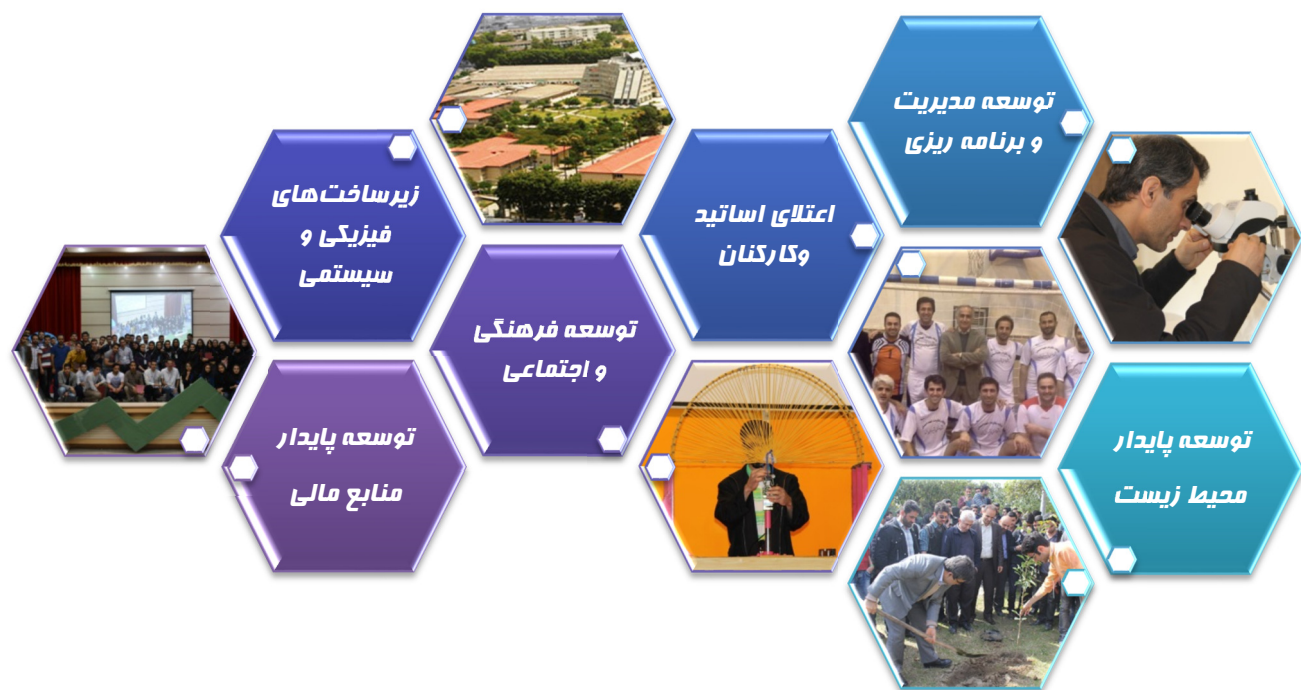 توسعه مدیریت
و برنامه ریزی
اعتلای اساتید
وکارکنان
زیرساخت‌های
فیزیکی و
سیستمی
توسعه فرهنگی
و اجتماعی
توسعه پایدار
محیط زیست
توسعه پایدار
منابع مالی